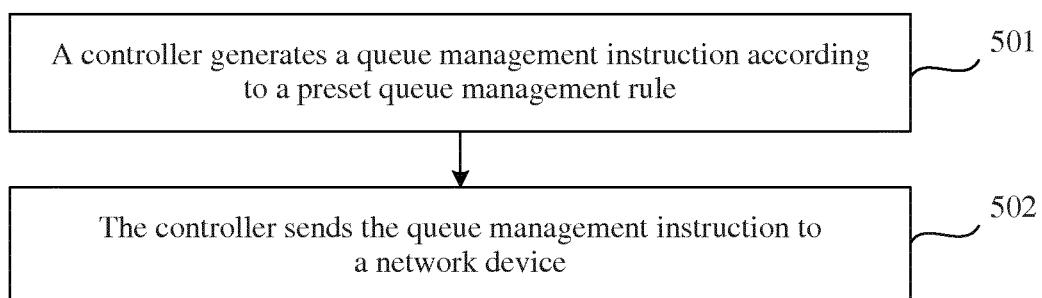 A controller generates a queue management instruction according
to a preset queue management rule
501
The controller sends the queue management instruction to
a network device
502